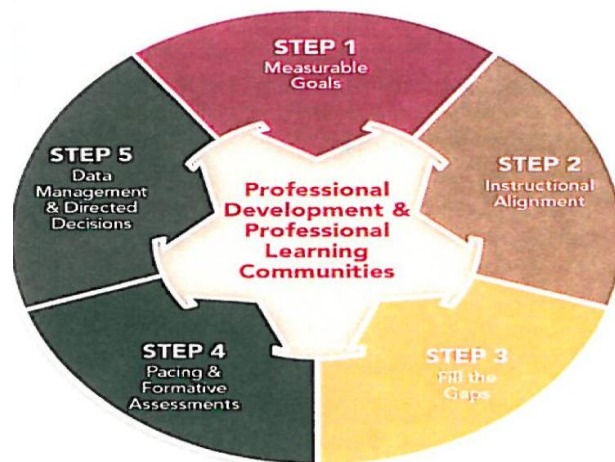 STEP 1
Measurable
Goals
STEP 2
Instructional
Alignment
STEP 3
Fill the
Gaps
STEP 4
Pacing &
Formative
Assessments
STEP 5
Data
Management
& Directed
Decisions
Professional
Development &
Professional
Learning
Communities